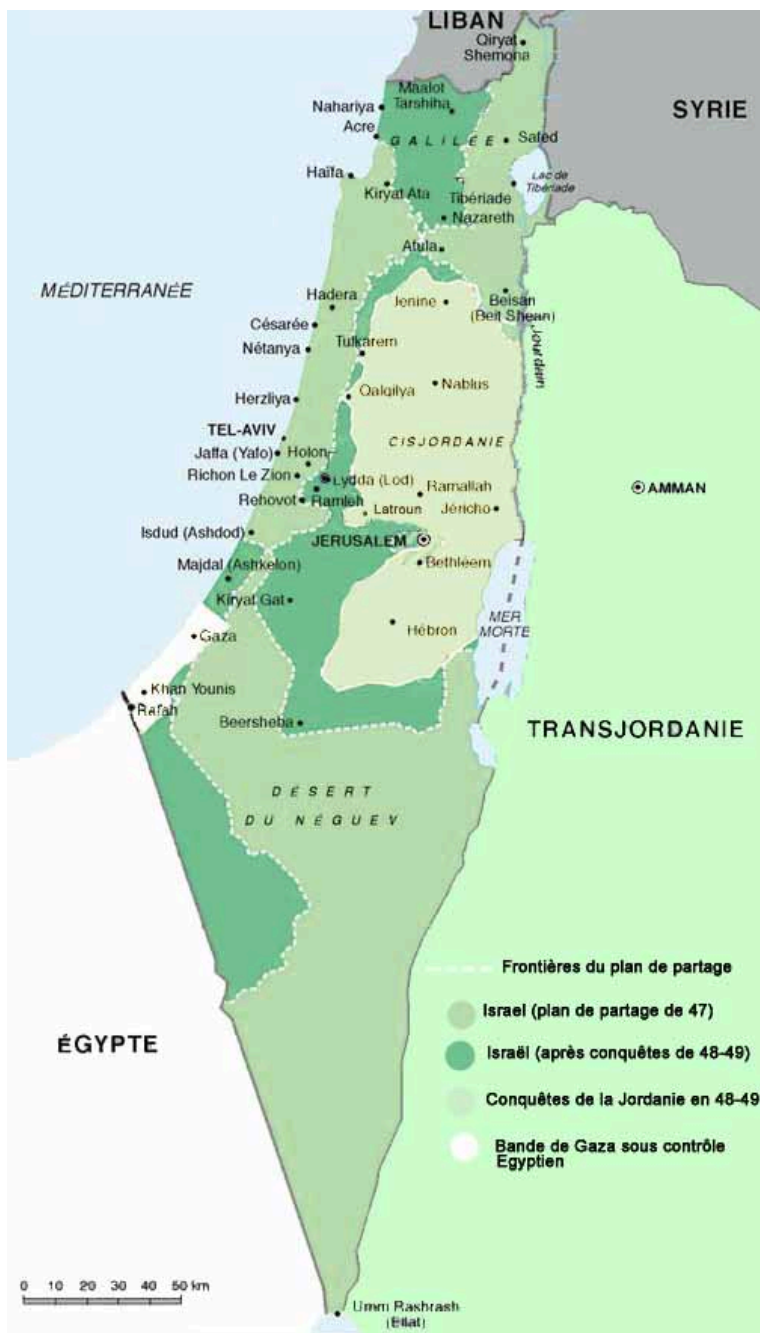 LIBAN
Qiryat
Shemona
Maalot
Tarshiha
Nahariya
SYRIE
Acre
GALILÉE
Safed
Haïfa
Lac de
Tibériade
Kiryat Ata
Tibériade
Nazareth
Afula
MÉDITERRANÉE
Hadera
Jenine
Beisan
(Beit Shean)
Césarée
Nétanya
Tulkarem
Jourdain
Nablus
Qalqilya
Herzliya
TEL-AVIV
CISJORDANIE
Jaffa (Yafo)
Holon
Richon Le Zion
Lydda (Lod)
Ramallah
AMMAN
Rehovot
Ramleh
Latroun
Jéricho
Isdud (Ashdod)
JERUSALEM
Majdal (Ashkelon)
Bethléem
Kiryat Gat
MER
MORTE
Hébron
Gaza
Khan Younis
Rafah
Beersheba
TRANSJORDANIE
DÉSERT
DU NÉGUEV
Frontières du plan de partage
Israel (plan de partage de 47)
ÉGYPTE
Israël (après conquêtes de 48-49)
Conquêtes de la Jordanie en 48-49
Bande de Gaza sous contrôle
Egyptien
0 10 20 30 40 50 km
Umm Rashrash
(Eilat)